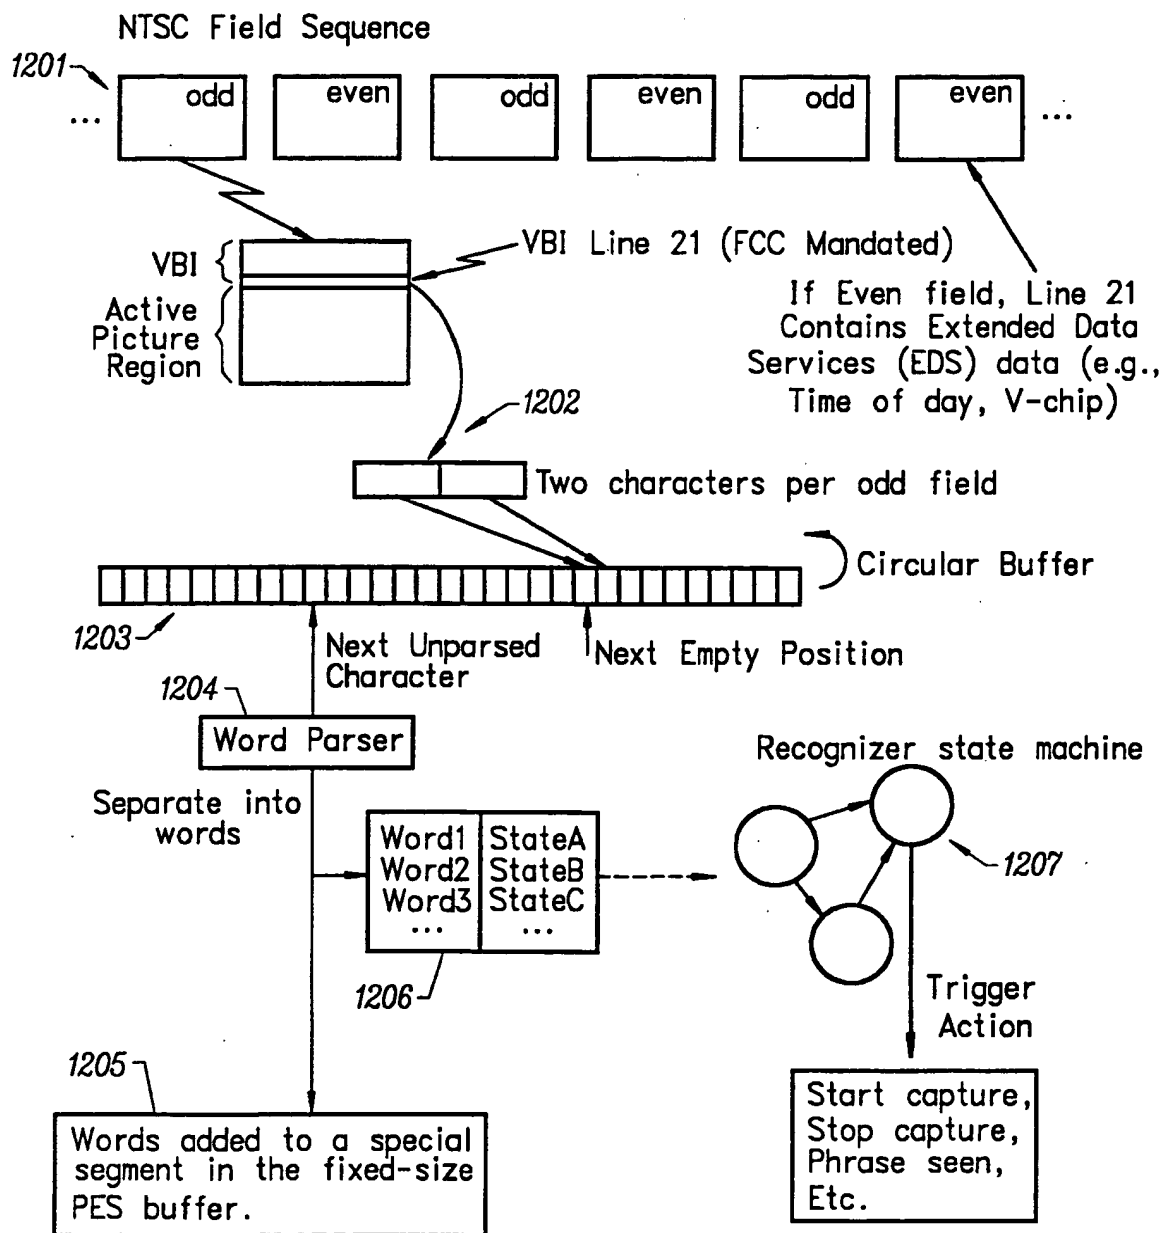 NTSC Field Sequence
1201
... odd even odd even odd even ...
VBI
VBI Line 21 (FCC Mandated)
Active
Picture
Region
If Even field, Line 21
Contains Extended Data
Services (EDS) data (e.g.,
Time of day, V-chip)
1202
Two characters per odd field
Circular Buffer
1203
Next Unparsed
Character
Next Empty Position
1204
Word Parser
Separate into
words
Word1 StateA
Word2 StateB
Word3 StateC
... ...
1206
Recognizer state machine
1207
Trigger
Action
1205
Words added to a special
segment in the fixed-size
PES buffer.
Start capture,
Stop capture,
Phrase seen,
Etc.